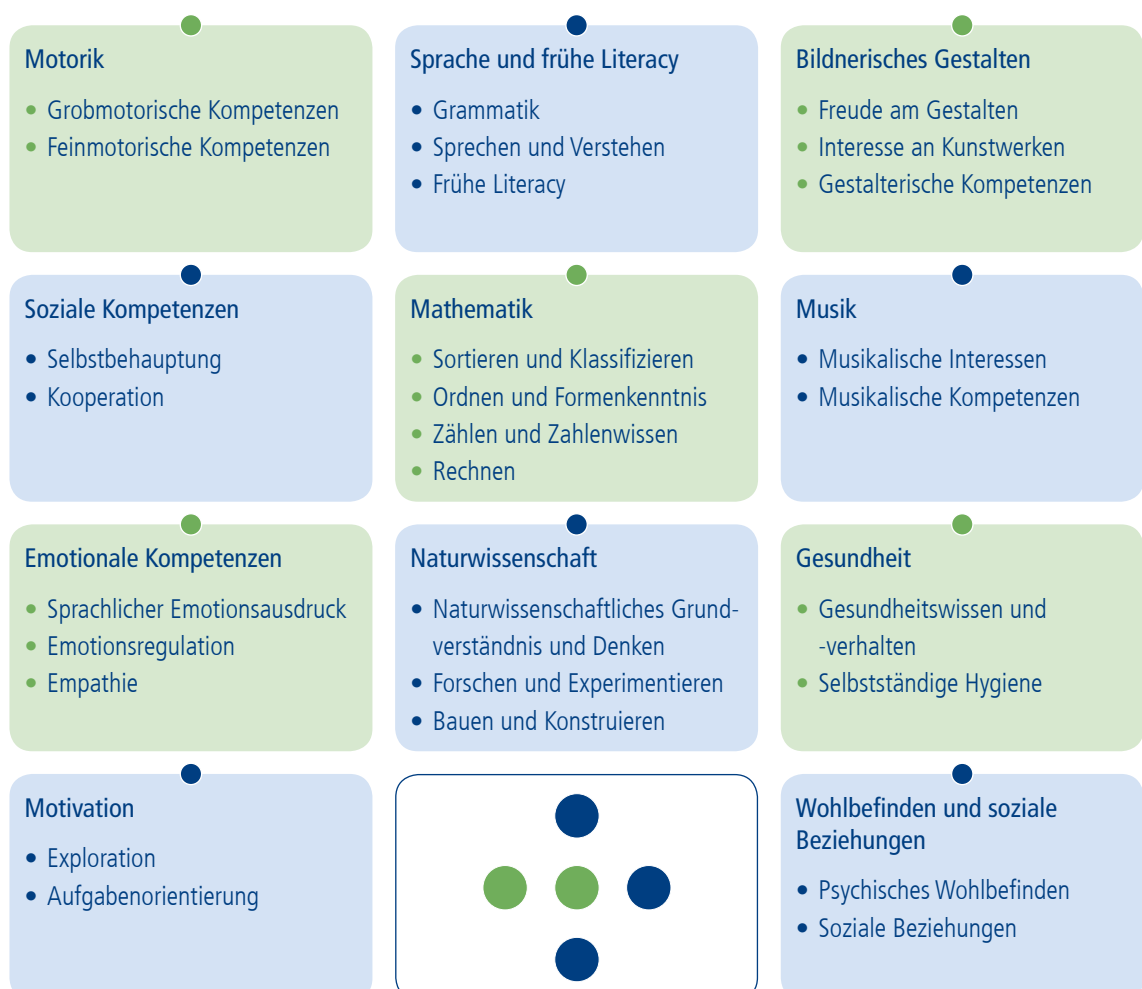 Motorik
• Grobmotorische Kompetenzen
• Feinmotorische Kompetenzen
Sprache und frühe Literacy
• Grammatik
• Sprechen und Verstehen
• Frühe Literacy
Bildnerisches Gestalten
• Freude am Gestalten
• Interesse an Kunstwerken
• Gestalterische Kompetenzen
Soziale Kompetenzen
• Selbstbehauptung
• Kooperation
Mathematik
• Sortieren und Klassifizieren
• Ordnen und Formenkenntnis
• Zählen und Zahlenwissen
• Rechnen
Musik
• Musikalische Interessen
• Musikalische Kompetenzen
Emotionale Kompetenzen
• Sprachlicher Emotionsausdruck
• Emotionsregulation
• Empathie
Naturwissenschaft
• Naturwissenschaftliches Grund-
verständnis und Denken
• Forschen und Experimentieren
• Bauen und Konstruieren
Gesundheit
• Gesundheitswissen und
-verhalten
• Selbstständige Hygiene
Motivation
• Exploration
• Aufgabenorientierung
Wohlbefinden und soziale
Beziehungen
• Psychisches Wohlbefinden
• Soziale Beziehungen